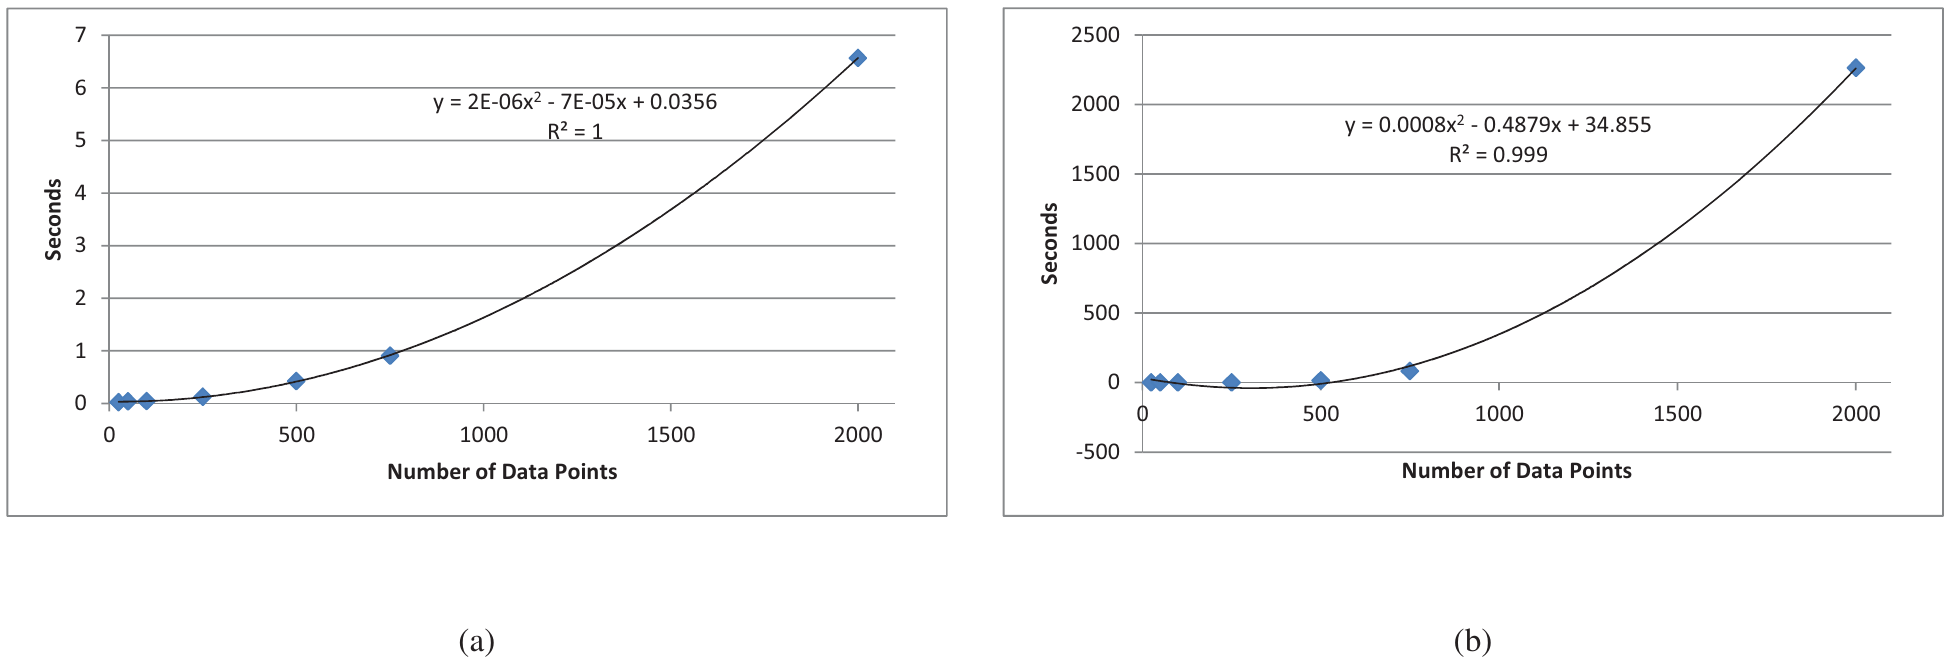 7
6
5
4
3
2
1
0
Seconds
y = 2E-06x² - 7E-05x + 0.0356
R² = 1
0 500 1000 1500 2000
Number of Data Points
(a)
2500
2000
1500
1000
500
0
-500
Seconds
y = 0.0008x² - 0.4879x + 34.855
R² = 0.999
0 500 1000 1500 2000
Number of Data Points
(b)